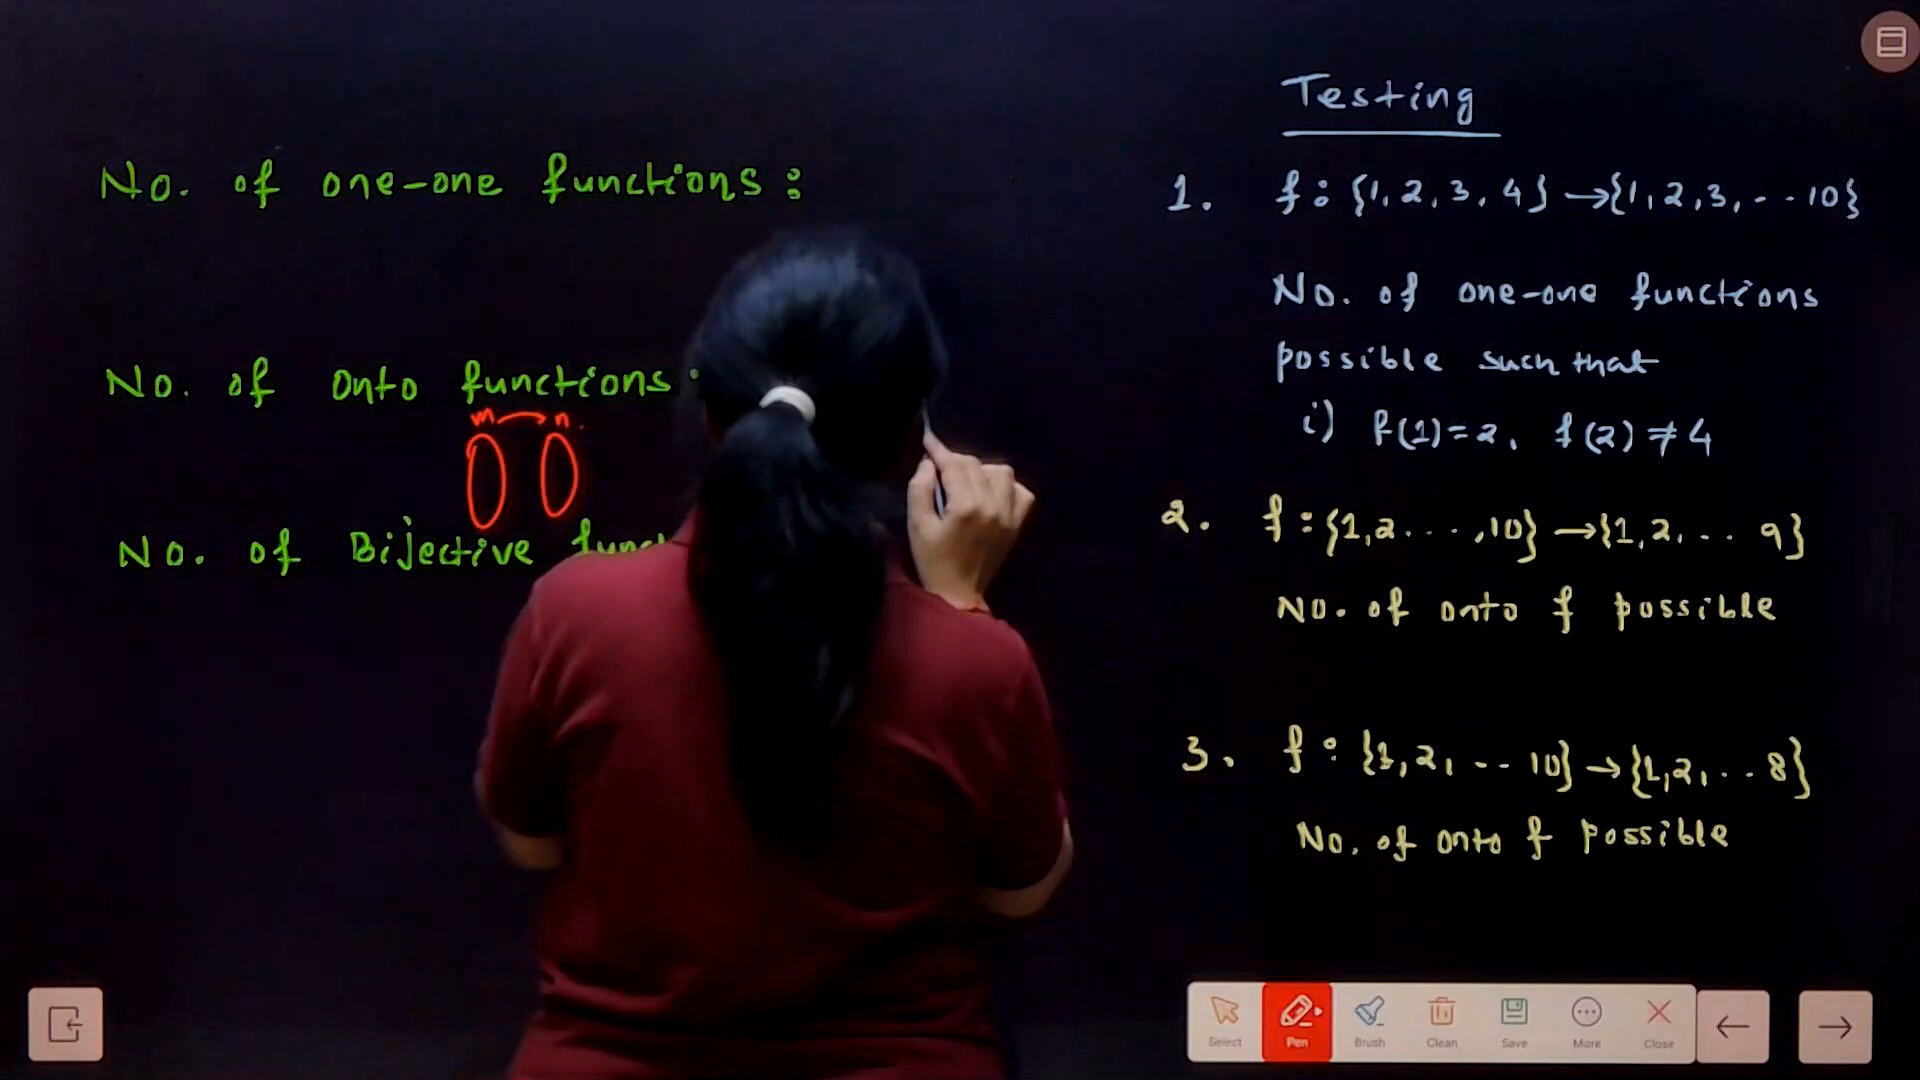 No. of one-one functions :
No. of Onto functions
m n
No. of Bijective
Testing
1. f : {1, 2, 3, 4} → {1, 2, 3, - - 10}
No. of one-one functions
possible such that
i) f(1) = 2, f(2) ≠ 4
2. f : {1, 2 . . . , 10} → {1, 2, . . . 9}
No. of onto f possible
3. f : {1, 2, - - 10} → {1, 2, . . 8}
No. of onto f possible
Select Pen Brush Clean Save More Close